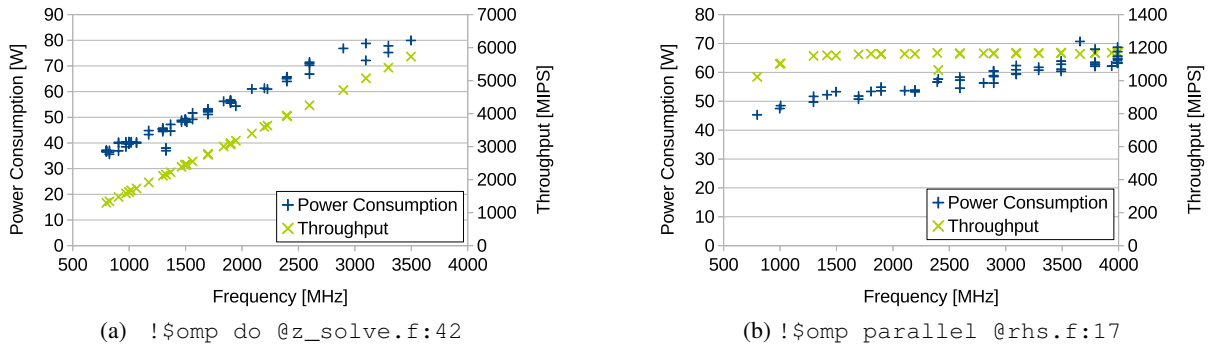 90
80
70
60
50
40
30
20
10
0
Power Consumption [W]
7000
6000
5000
4000
3000
2000
1000
0
Throughput [MIPS]
Power Consumption
Throughput
500 1000 1500 2000 2500 3000 3500 4000
Frequency [MHz]
(a) !$omp do @z_solve.f:42
80
70
60
50
40
30
20
10
0
Power Consumption [W]
1400
1200
1000
800
600
400
200
0
Throughput [MIPS]
Power Consumption
Throughput
500 1000 1500 2000 2500 3000 3500 4000
Frequency [MHz]
(b) !$omp parallel @rhs.f:17